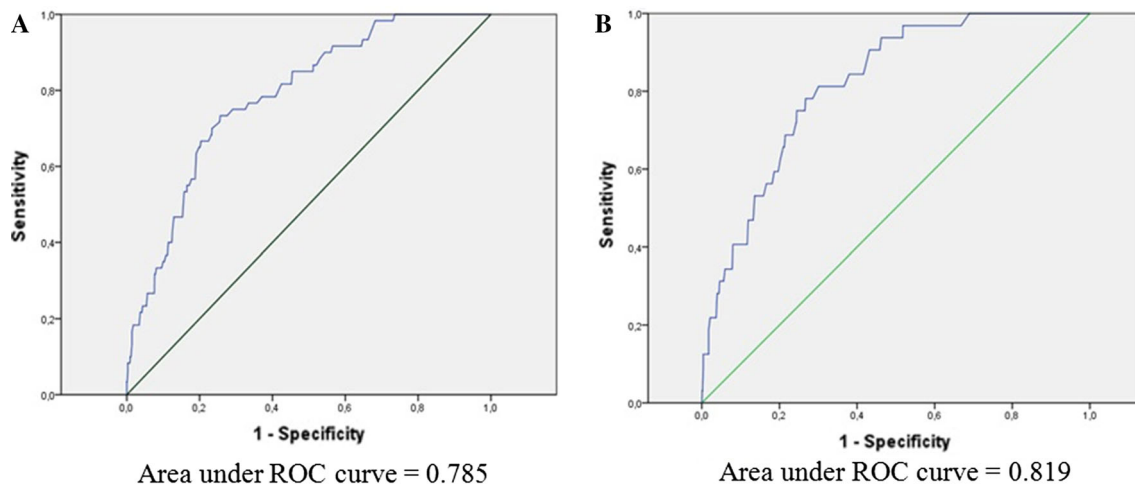 A
1,0
0,8
0,6
0,4
0,2
0,0
Sensitivity
0,0 0,2 0,4 0,6 0,8 1,0
1 - Specificity
Area under ROC curve = 0.785
B
1,0
0,8
0,6
0,4
0,2
0,0
Sensitivity
0,0 0,2 0,4 0,6 0,8 1,0
1 - Specificity
Area under ROC curve = 0.819